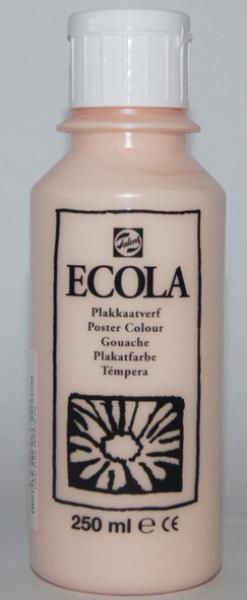 Talens
ECOLA
Plakkaatverf
Poster Colour
Gouache
Plakatfarbe
Témpera
250 ml e CE